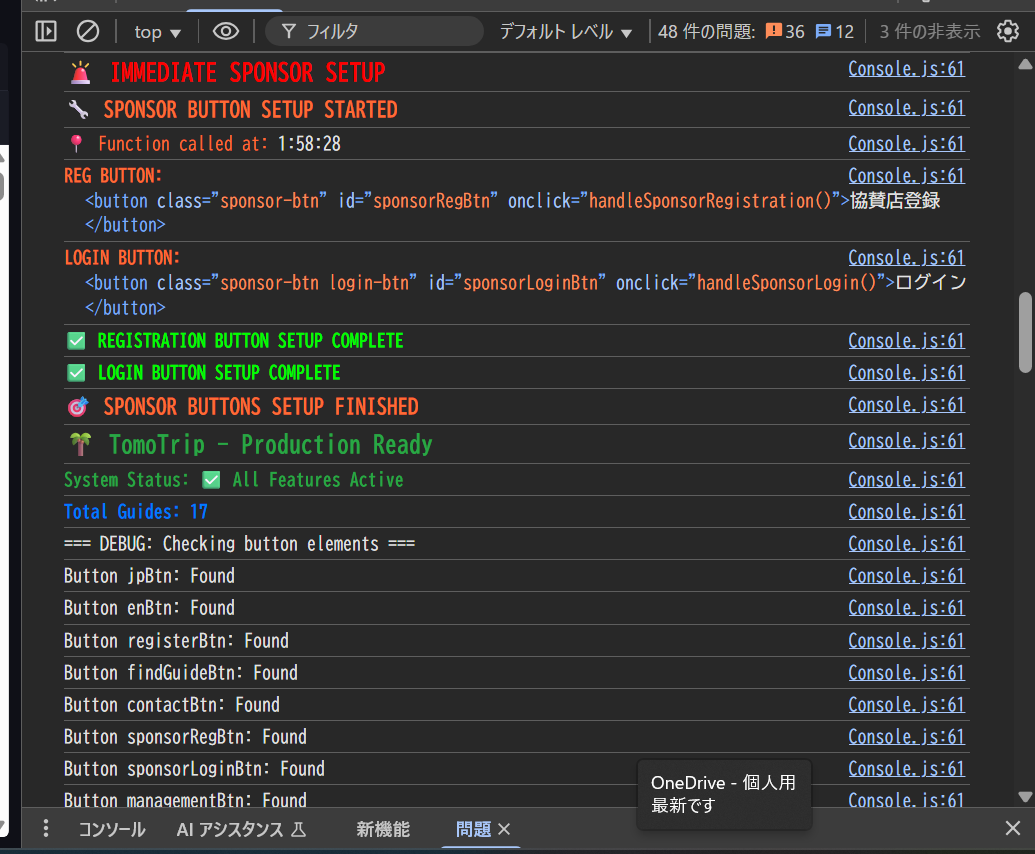 top ▼ フィルタ デフォルト レベル ▼ 48 件の問題: 36 12 3 件の非表示
IMMEDIATE SPONSOR SETUP Console.js:61
SPONSOR BUTTON SETUP STARTED Console.js:61
Function called at: 1:58:28 Console.js:61
REG BUTTON: Console.js:61
<button class="sponsor-btn" id="sponsorRegBtn" onclick="handleSponsorRegistration()">協賛店登録
</button>
LOGIN BUTTON: Console.js:61
<button class="sponsor-btn login-btn" id="sponsorLoginBtn" onclick="handleSponsorLogin()">ログイン
</button>
✅ REGISTRATION BUTTON SETUP COMPLETE Console.js:61
✅ LOGIN BUTTON SETUP COMPLETE Console.js:61
🎯 SPONSOR BUTTONS SETUP FINISHED Console.js:61
🌴 TomoTrip - Production Ready Console.js:61
System Status: ✅ All Features Active Console.js:61
Total Guides: 17 Console.js:61
=== DEBUG: Checking button elements === Console.js:61
Button jpBtn: Found Console.js:61
Button enBtn: Found Console.js:61
Button registerBtn: Found Console.js:61
Button findGuideBtn: Found Console.js:61
Button contactBtn: Found Console.js:61
Button sponsorRegBtn: Found Console.js:61
Button sponsorLoginBtn: Found Console.js:61
Button managementBtn: Found Console.js:61
OneDrive - 個人用
最新です
コンソール AI アシスタンス 新機能 問題 ×